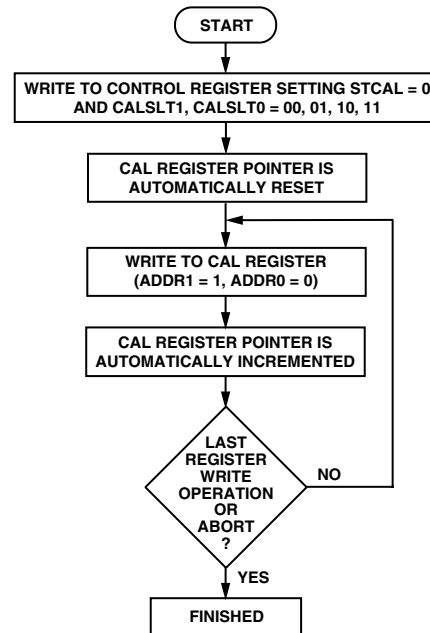 START
WRITE TO CONTROL REGISTER SETTING STCAL = 0
AND CALSLT1, CALSLT0 = 00, 01, 10, 11
CAL REGISTER POINTER IS
AUTOMATICALLY RESET
WRITE TO CAL REGISTER
(ADDR1 = 1, ADDR0 = 0)
CAL REGISTER POINTER IS
AUTOMATICALLY INCREMENTED
LAST
REGISTER
WRITE
OPERATION
OR
ABORT
?
NO
YES
FINISHED